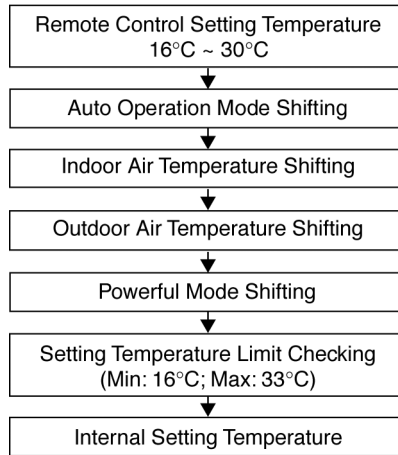 Remote Control Setting Temperature
16°C ~ 30°C
Auto Operation Mode Shifting
Indoor Air Temperature Shifting
Outdoor Air Temperature Shifting
Powerful Mode Shifting
Setting Temperature Limit Checking
(Min: 16°C; Max: 33°C)
Internal Setting Temperature